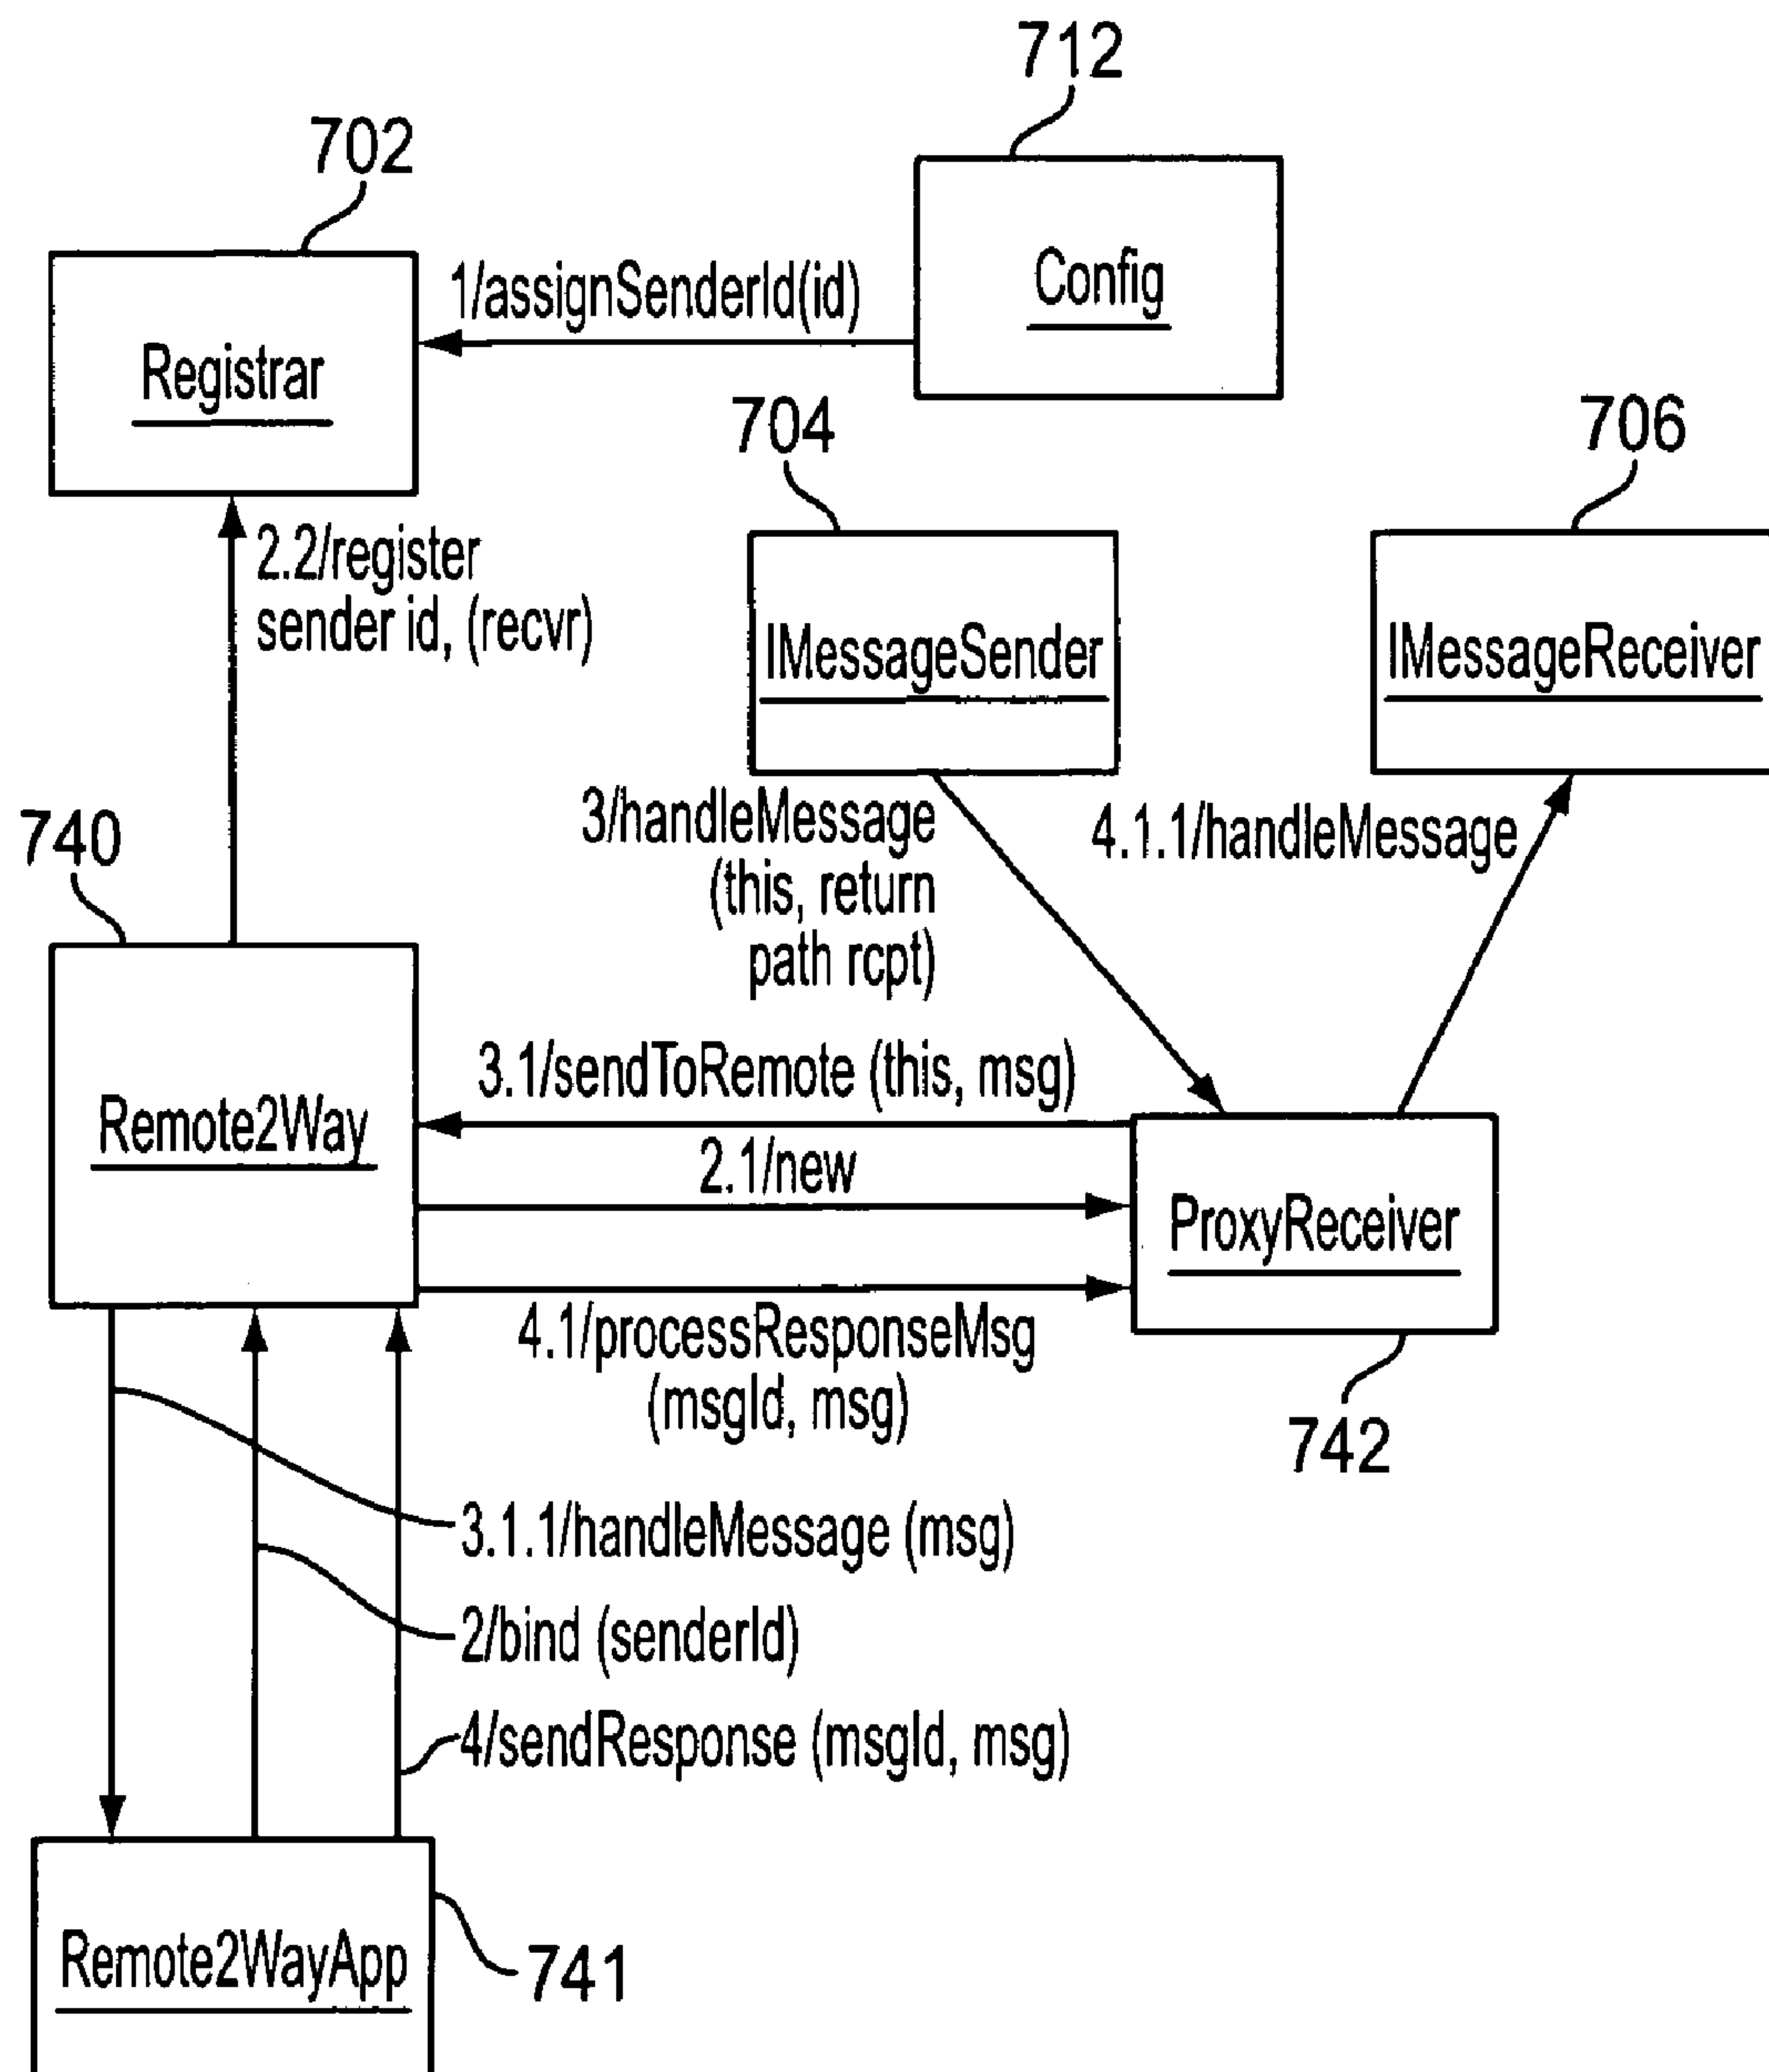 712
702
Config
1/assignSenderId(id)
Registrar
704
706
2.2/register
sender id, (recvr)
IMessageSender
IMessageReceiver
3/handleMessage
(this, return
path rcpt)
4.1.1/handleMessage
740
3.1/sendToRemote (this, msg)
Remote2Way
2.1/new
ProxyReceiver
4.1/processResponseMsg
(msgId, msg)
742
3.1.1/handleMessage (msg)
2/bind (senderId)
4/sendResponse (msgId, msg)
Remote2WayApp
741